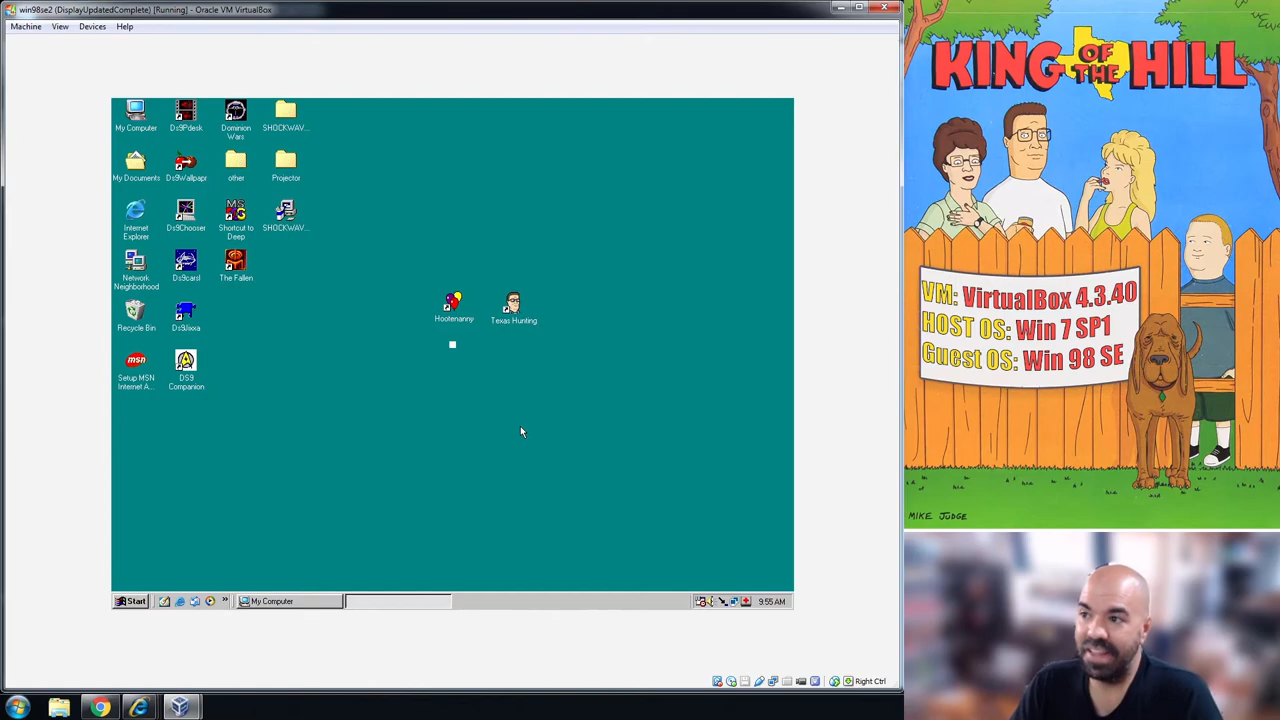 win98se2 (DisplayUpdatedComplete) [Running] - Oracle VM VirtualBox
Machine View Devices Help
My Computer Ds9Pdesk Dominion Wars SHOCKWAV...
My Documents Ds9Wallpapr other Projector
Internet Explorer Ds9Chooser Shortcut to Deep SHOCKWAV...
Network Neighborhood Ds9carsl The Fallen
Recycle Bin Ds9Jixxa
Setup MSN Internet A... DS9 Companion
Hootenanny Texas Hunting
Start My Computer 9:55 AM
Right Ctrl
KING OF THE HILL
VM: VirtualBox 4.3.40
HOST OS: Win 7 SP1
Guest OS: Win 98 SE
MIKE JUDGE
msn